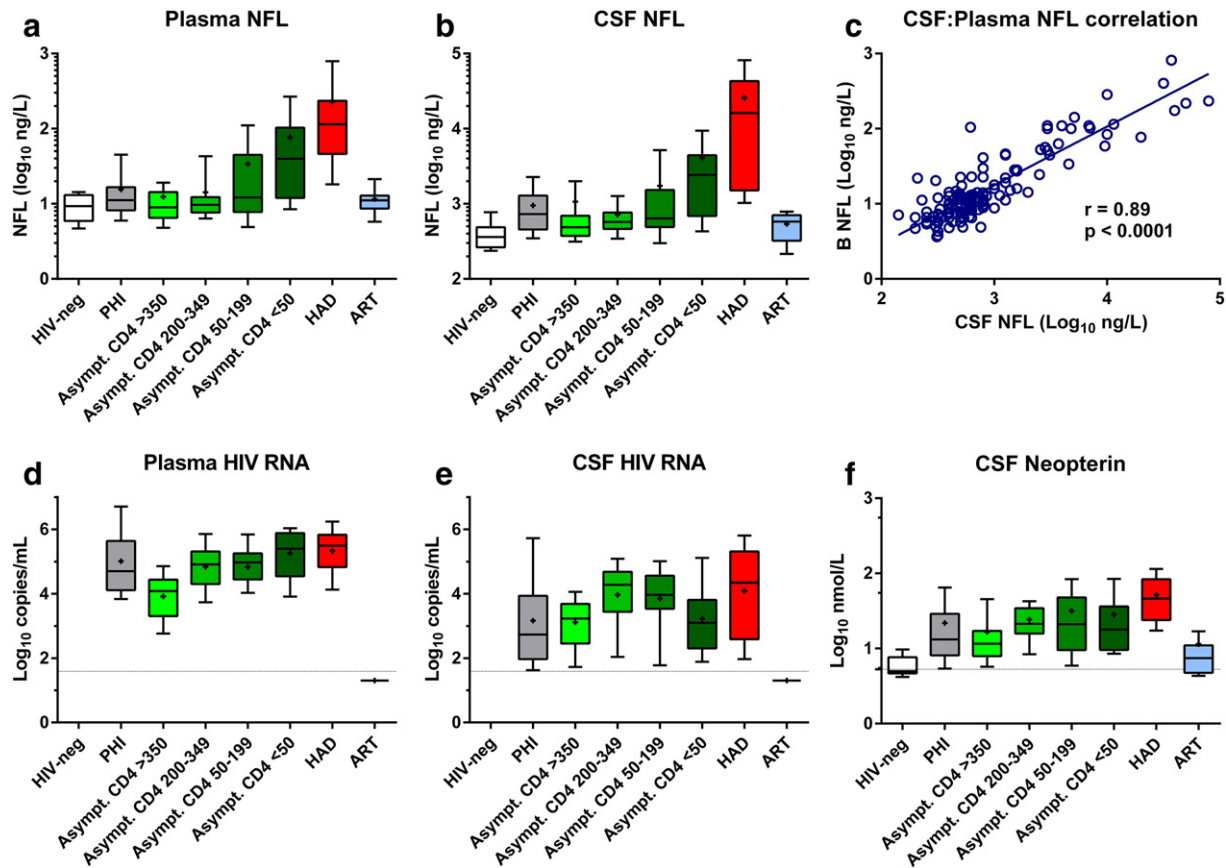 a Plasma NFL
NFL (log10 ng/L)
3
2
1
0
HIV-neg
PHI
Asympt. CD4 >350
Asympt. CD4 200-349
Asympt. CD4 50-199
Asympt. CD4 <50
HAD
ART
b CSF NFL
NFL (log10 ng/L)
5
4
3
2
HIV-neg
PHI
Asympt. CD4 >350
Asympt. CD4 200-349
Asympt. CD4 50-199
Asympt. CD4 <50
HAD
ART
c CSF:Plasma NFL correlation
B NFL (Log10 ng/L)
3
2
1
0
r = 0.89
p < 0.0001
2 3 4 5
CSF NFL (Log10 ng/L)
d Plasma HIV RNA
Log10 copies/mL
6
4
2
0
HIV-neg
PHI
Asympt. CD4 >350
Asympt. CD4 200-349
Asympt. CD4 50-199
Asympt. CD4 <50
HAD
ART
e CSF HIV RNA
Log10 copies/mL
6
4
2
0
HIV-neg
PHI
Asympt. CD4 >350
Asympt. CD4 200-349
Asympt. CD4 50-199
Asympt. CD4 <50
HAD
ART
f CSF Neopterin
Log10 nmol/L
3
2
1
0
HIV-neg
PHI
Asympt. CD4 >350
Asympt. CD4 200-349
Asympt. CD4 50-199
Asympt. CD4 <50
HAD
ART